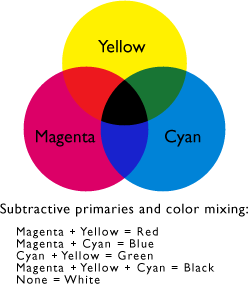 Yellow
Magenta
Cyan
Subtractive primaries and color mixing:
Magenta + Yellow = Red
Magenta + Cyan = Blue
Cyan + Yellow = Green
Magenta + Yellow + Cyan = Black
None = White